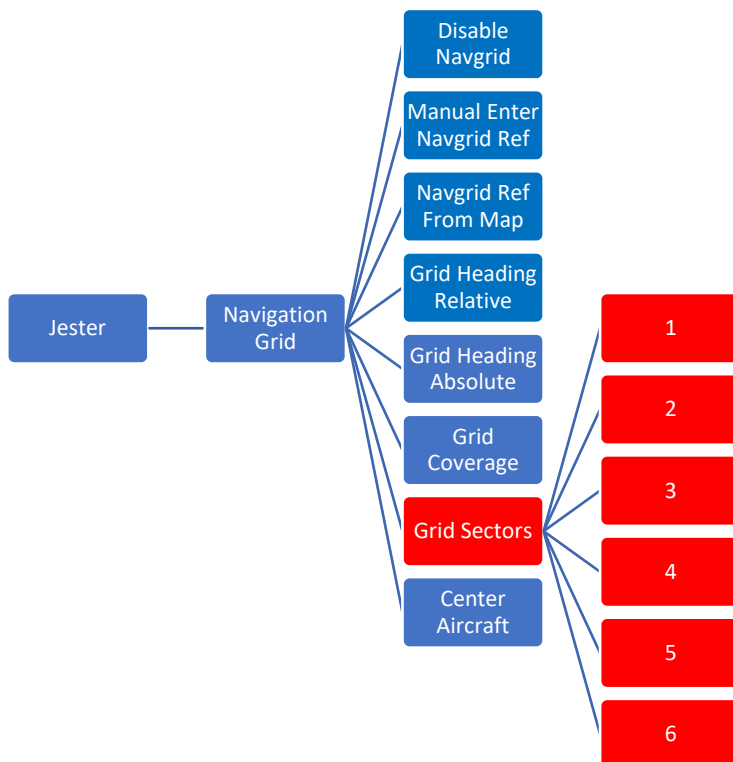 Jester
Navigation
Grid
Disable
Navgrid
Manual Enter
Navgrid Ref
Navgrid Ref
From Map
Grid Heading
Relative
Grid Heading
Absolute
Grid
Coverage
Grid Sectors
Center
Aircraft
1
2
3
4
5
6